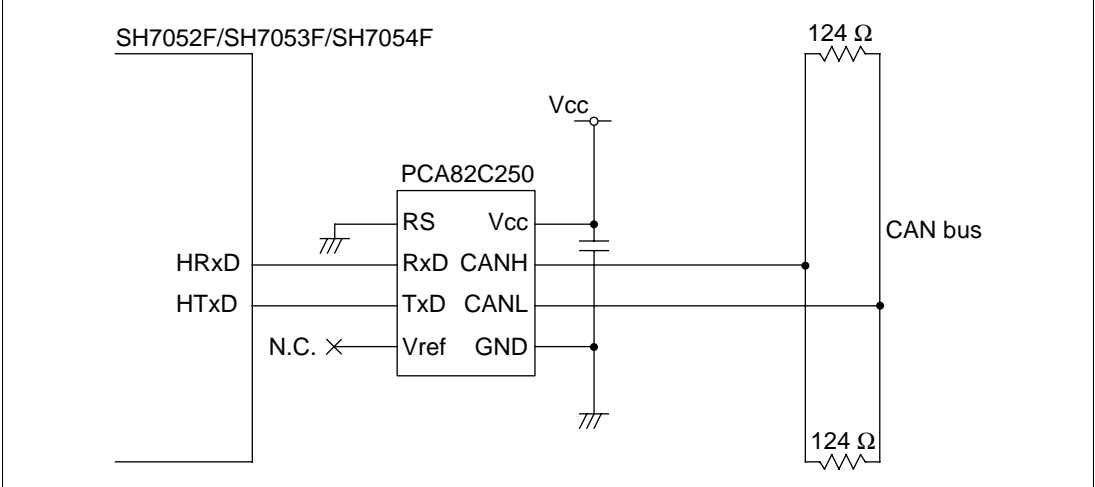 SH7052F/SH7053F/SH7054F
124 Ω
Vcc
PCA82C250
RS Vcc
CAN bus
HRxD RxD CANH
HTxD TxD CANL
N.C. Vref GND
124 Ω